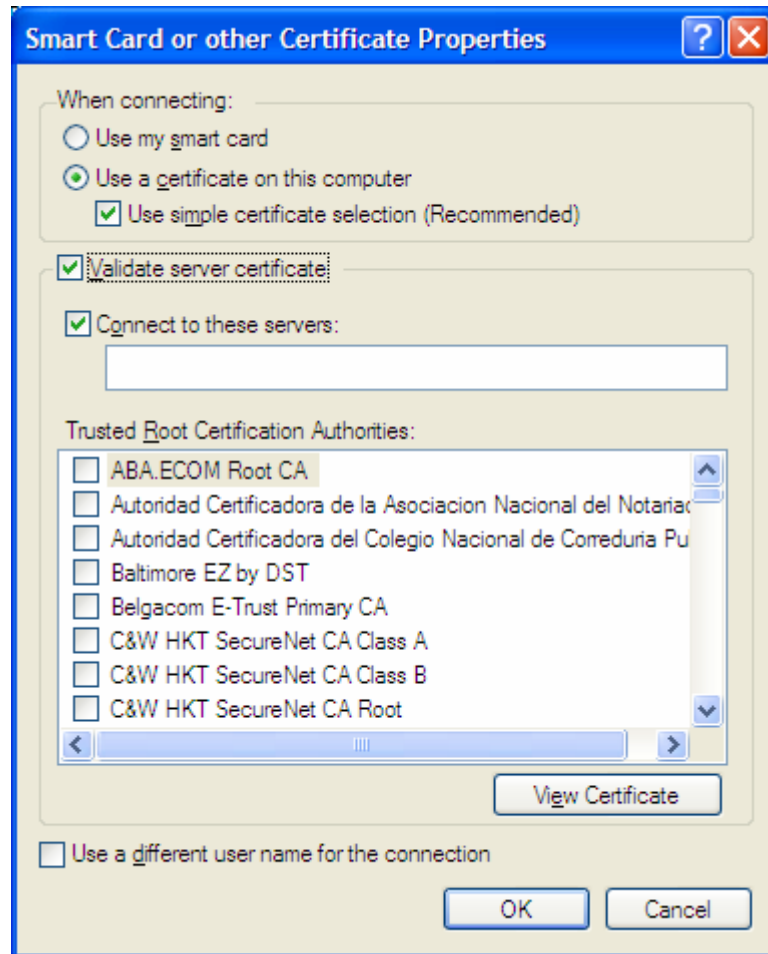 Smart Card or other Certificate Properties
When connecting:
Use my smart card
Use a certificate on this computer
Use simple certificate selection (Recommended)
Validate server certificate
Connect to these servers:
Trusted Root Certification Authorities:
ABA.ECOM Root CA
Autoridad Certificadora de la Asociacion Nacional del Notariad
Autoridad Certificadora del Colegio Nacional de Correduria Pu
Baltimore EZ by DST
Belgacom E-Trust Primary CA
C&W HKT SecureNet CA Class A
C&W HKT SecureNet CA Class B
C&W HKT SecureNet CA Root
View Certificate
Use a different user name for the connection
OK Cancel